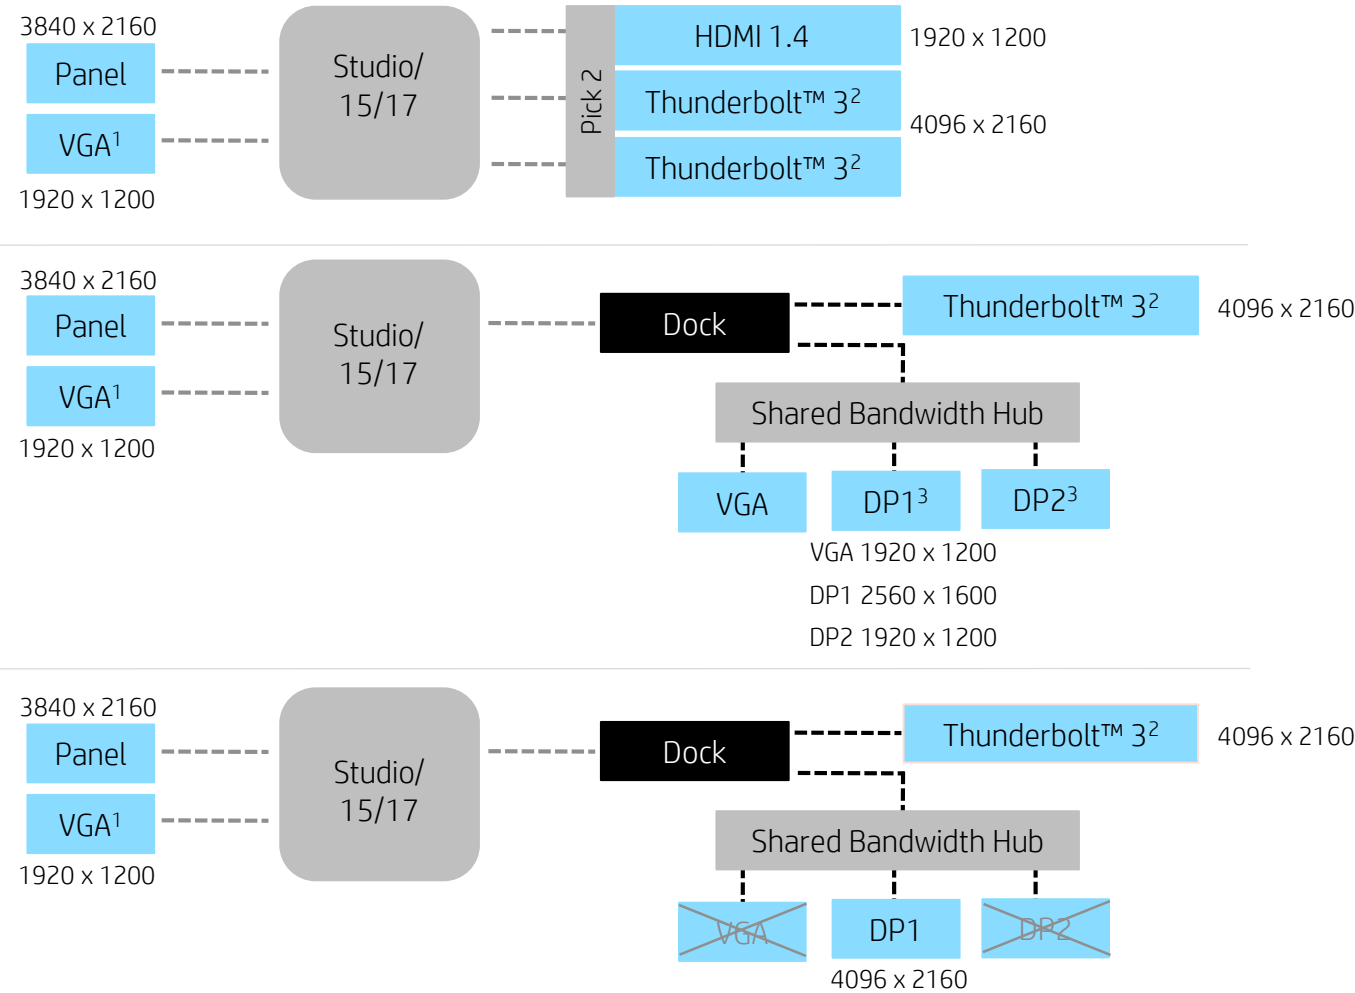 3840 x 2160
Panel
VGA¹
1920 x 1200
Studio/
15/17
Pick 2
HDMI 1.4
1920 x 1200
Thunderbolt™ 3²
4096 x 2160
Thunderbolt™ 3²
3840 x 2160
Panel
VGA¹
1920 x 1200
Studio/
15/17
Dock
Thunderbolt™ 3²
4096 x 2160
Shared Bandwidth Hub
VGA
DP1³
DP2³
VGA 1920 x 1200
DP1 2560 x 1600
DP2 1920 x 1200
3840 x 2160
Panel
VGA¹
1920 x 1200
Studio/
15/17
Dock
Thunderbolt™ 3²
4096 x 2160
Shared Bandwidth Hub
VGA
DP1
DP2
4096 x 2160